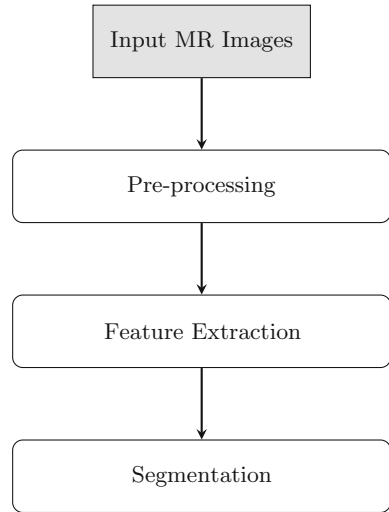 Input MR Images
Pre-processing
Feature Extraction
Segmentation